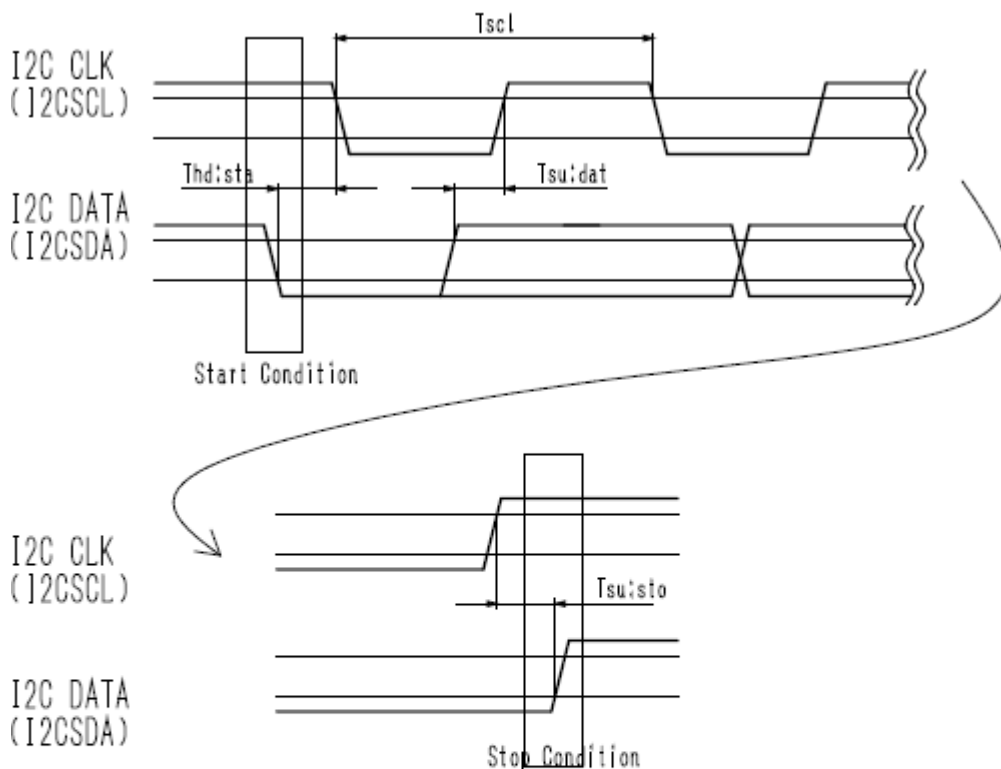 Tscl
I2C CLK
(I2CSCL)
Thd:sta
Tsu:dat
I2C DATA
(I2CSDA)
Start Condition
I2C CLK
(I2CSCL)
Tsu:sto
I2C DATA
(I2CSDA)
Stop Condition